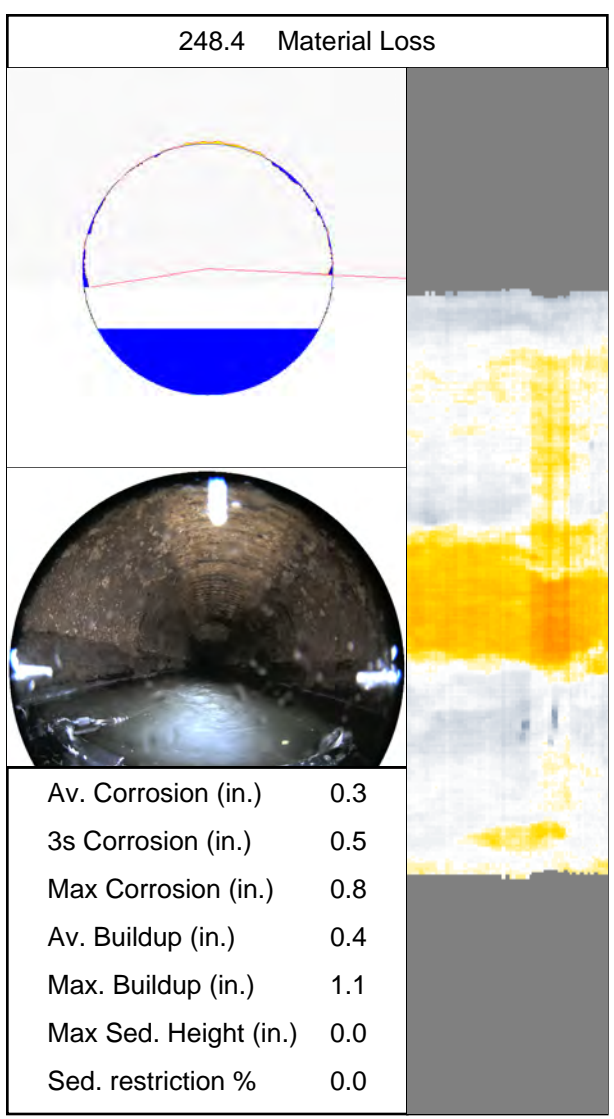 248.4 Material Loss
Av. Corrosion (in.) 0.3
3s Corrosion (in.) 0.5
Max Corrosion (in.) 0.8
Av. Buildup (in.) 0.4
Max. Buildup (in.) 1.1
Max Sed. Height (in.) 0.0
Sed. restriction % 0.0